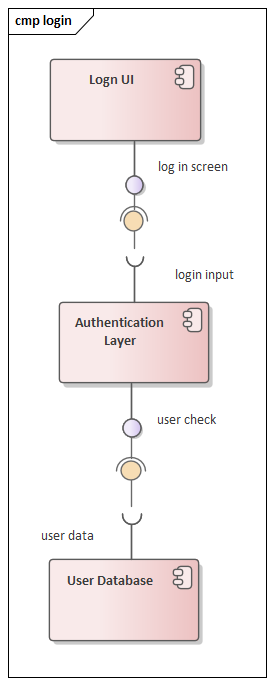 cmp login
Logn UI
log in screen
login input
Authentication
Layer
user check
user data
User Database